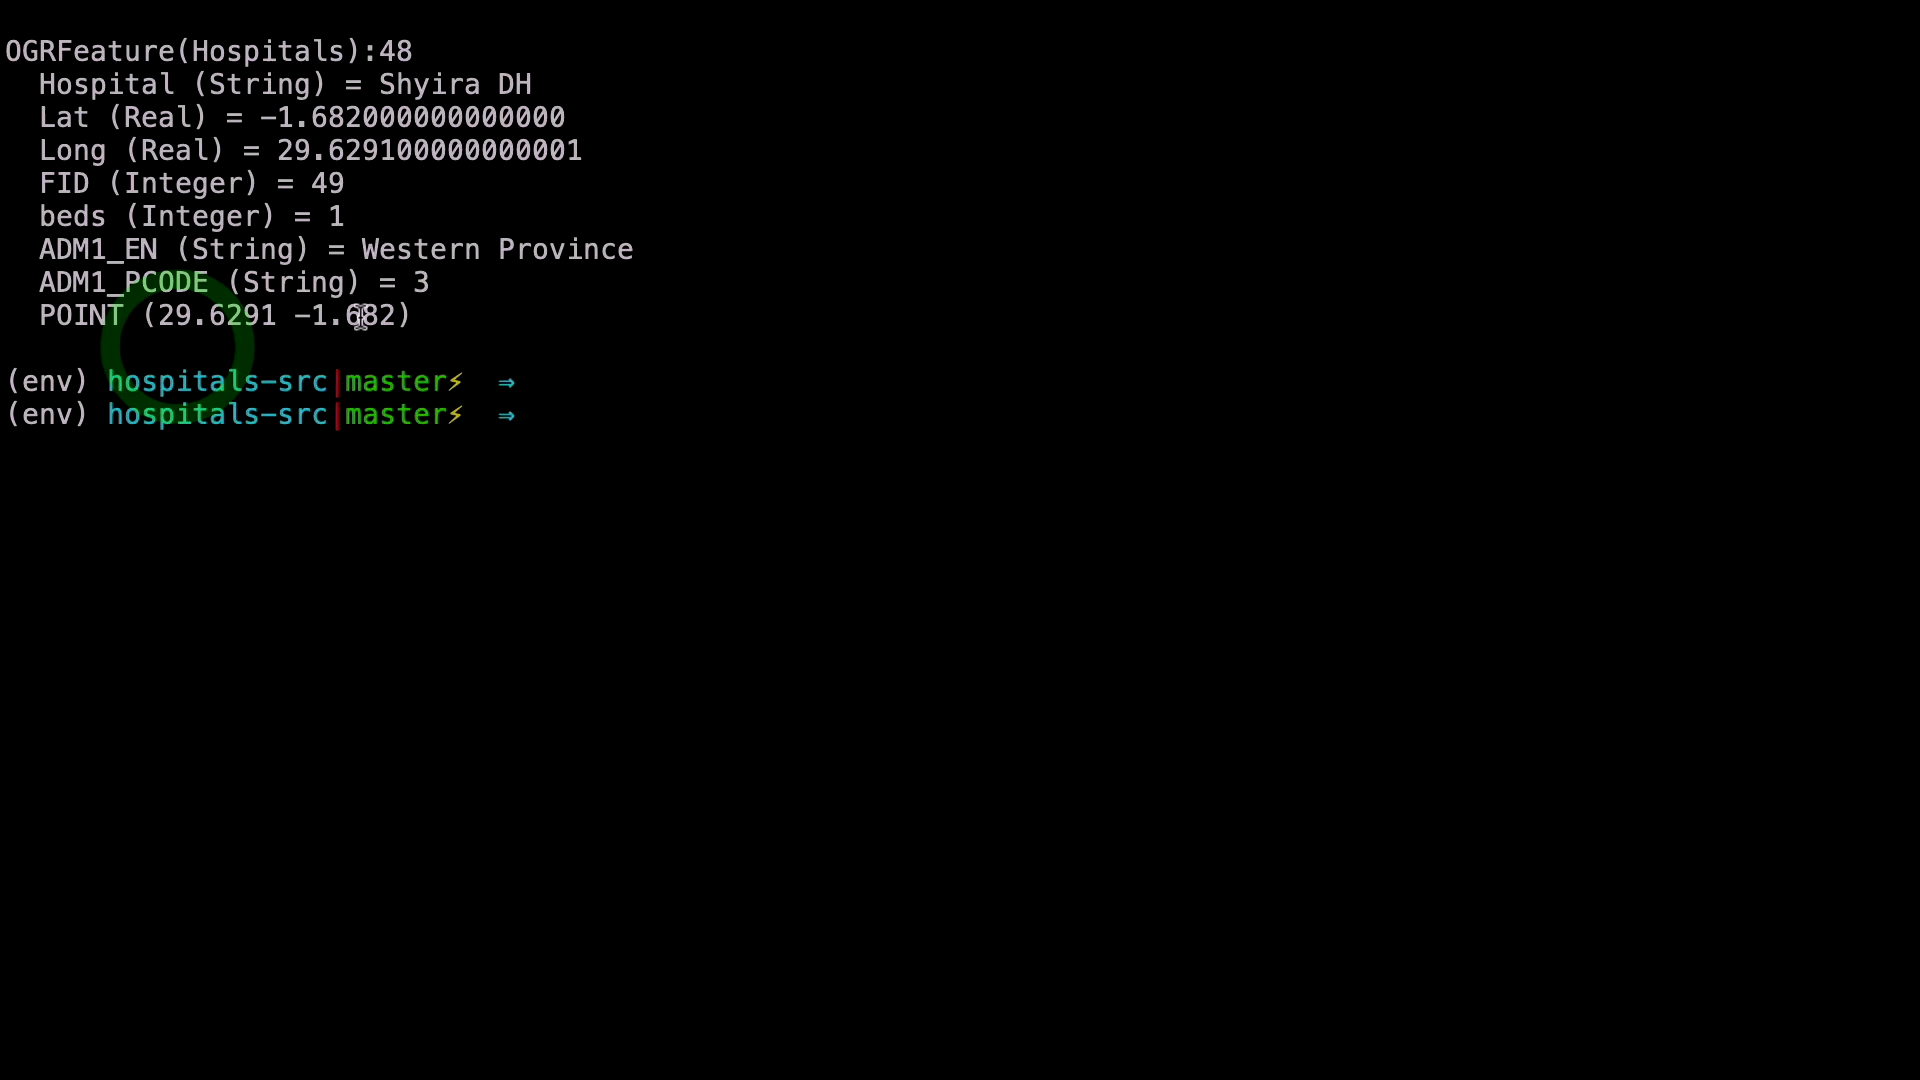 OGRFeature(Hospitals):48
Hospital (String) = Shyira DH
Lat (Real) = -1.682000000000000
Long (Real) = 29.629100000000001
FID (Integer) = 49
beds (Integer) = 1
ADM1_EN (String) = Western Province
ADM1_PCODE (String) = 3
POINT (29.6291 -1.682)
(env) hospitals-src|master⚡ ⇒
(env) hospitals-src|master⚡ ⇒